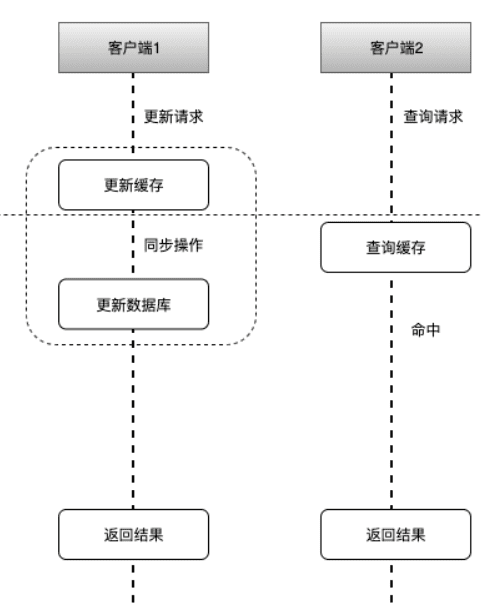 客户端1
客户端2
更新请求
查询请求
更新缓存
同步操作
查询缓存
更新数据库
命中
返回结果
返回结果